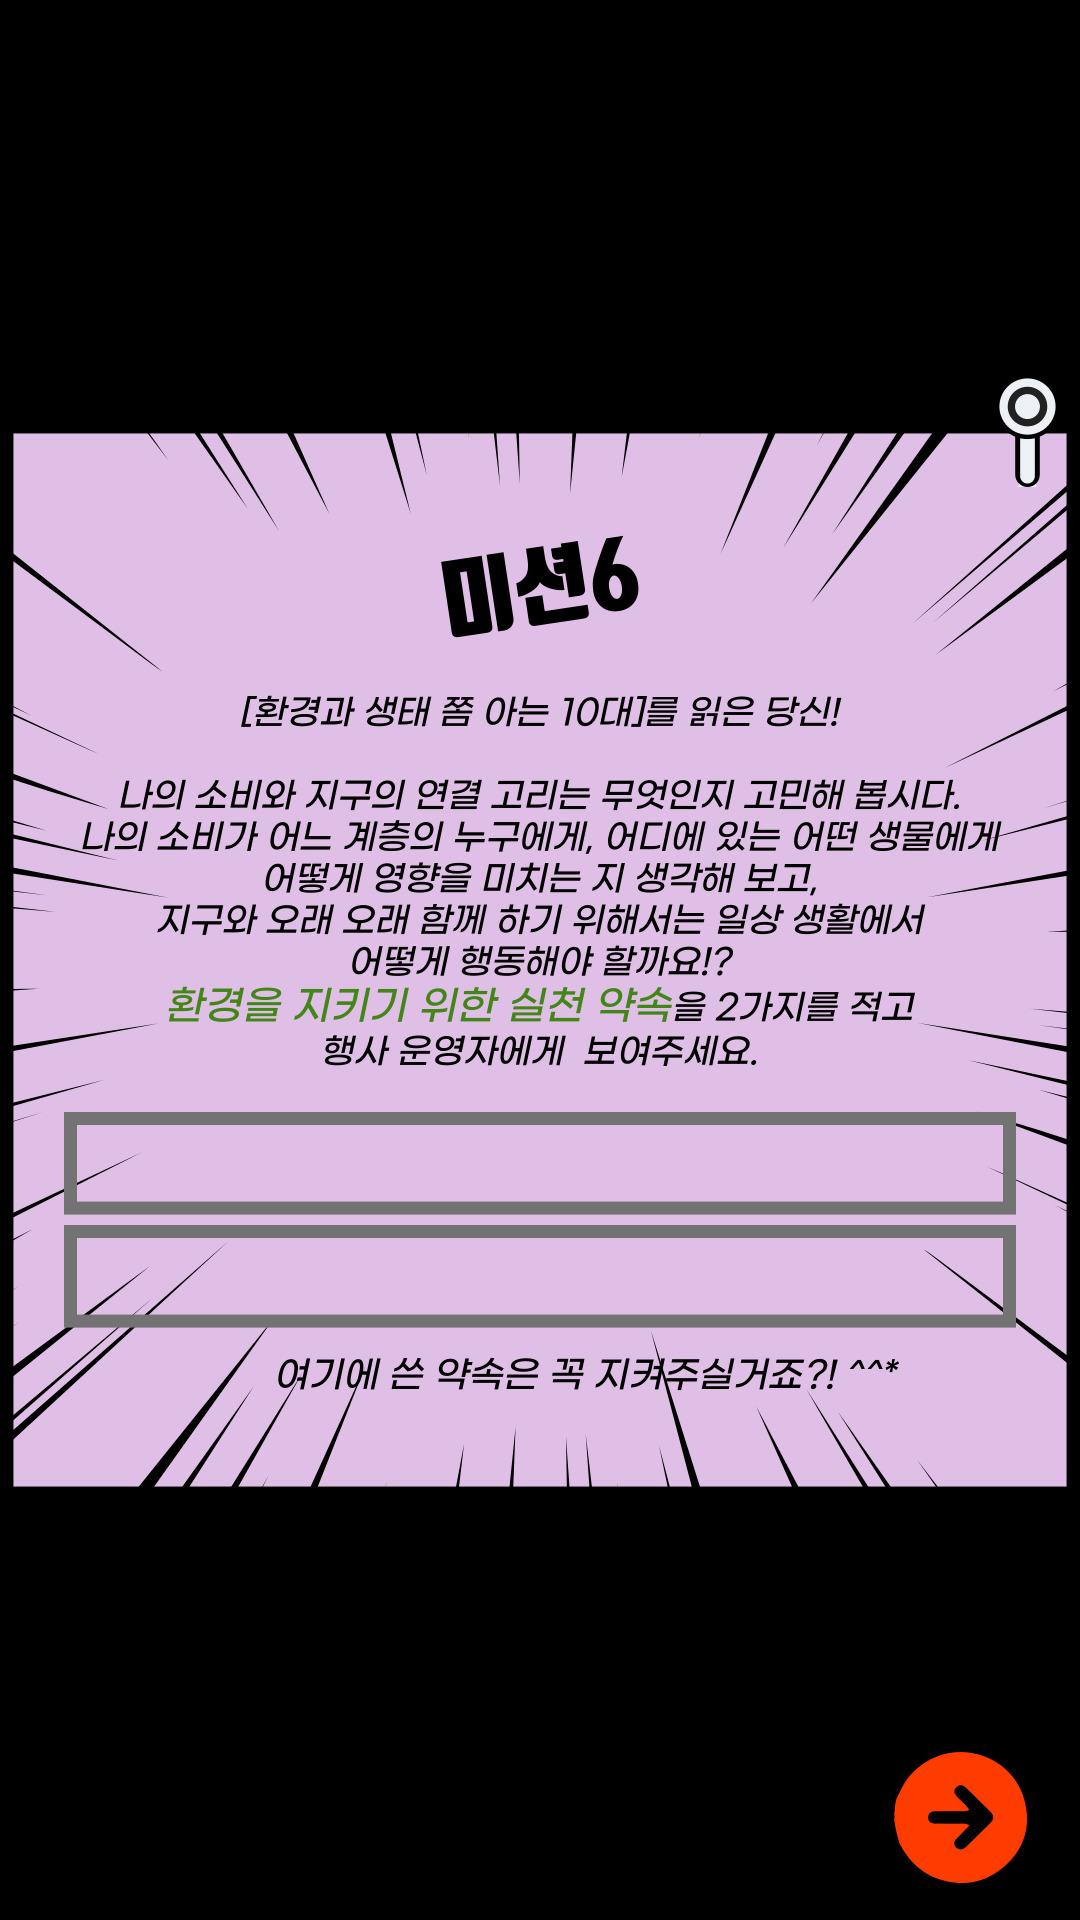 미션6
[환경과 생태 쫌 아는 10대]를 읽은 당신!
나의 소비와 지구의 연결 고리는 무엇인지 고민해 봅시다.
나의 소비가 어느 계층의 누구에게, 어디에 있는 어떤 생물에게
어떻게 영향을 미치는 지 생각해 보고,
지구와 오래 오래 함께 하기 위해서는 일상 생활에서
어떻게 행동해야 할까요!?
환경을 지키기 위한 실천 약속을 2가지를 적고
행사 운영자에게  보여주세요.
여기에 쓴 약속은 꼭 지켜주실거죠?! ^^*